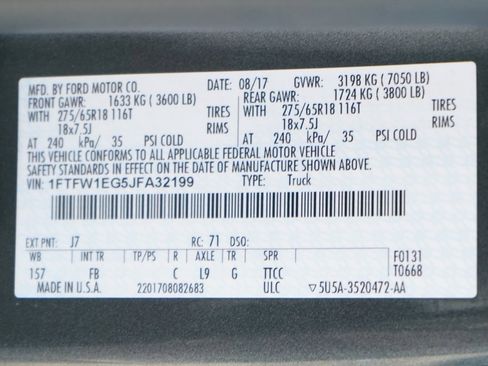 MFD. BY FORD MOTOR CO. DATE: 08/17 GVWR: 3198 KG ( 7050 LB)
FRONT GAWR: 1633 KG ( 3600 LB) REAR GAWR: 1724 KG ( 3800 LB)
WITH 275/65R18 116T TIRES WITH 275/65R18 116T TIRES
18x7.5J RIMS 18x7.5J RIMS
AT 240 kPa/ 35 PSI COLD AT 240 kPa/ 35 PSI COLD
THIS VEHICLE CONFORMS TO ALL APPLICABLE FEDERAL MOTOR VEHICLE
SAFETY STANDARDS IN EFFECT ON THE DATE OF MANUFACTURE SHOWN ABOVE.
VIN: 1FTFW1EG5JFA32199 TYPE: Truck
EXT PNT: J7 RC: 71 DSO:
WB INT TR TP/PS R AXLE TR SPR F0131
157 FB C L9 G TTCC T0668
MADE IN U.S.A. 2201708082683 ULC ▽5U5A-3520472-AA